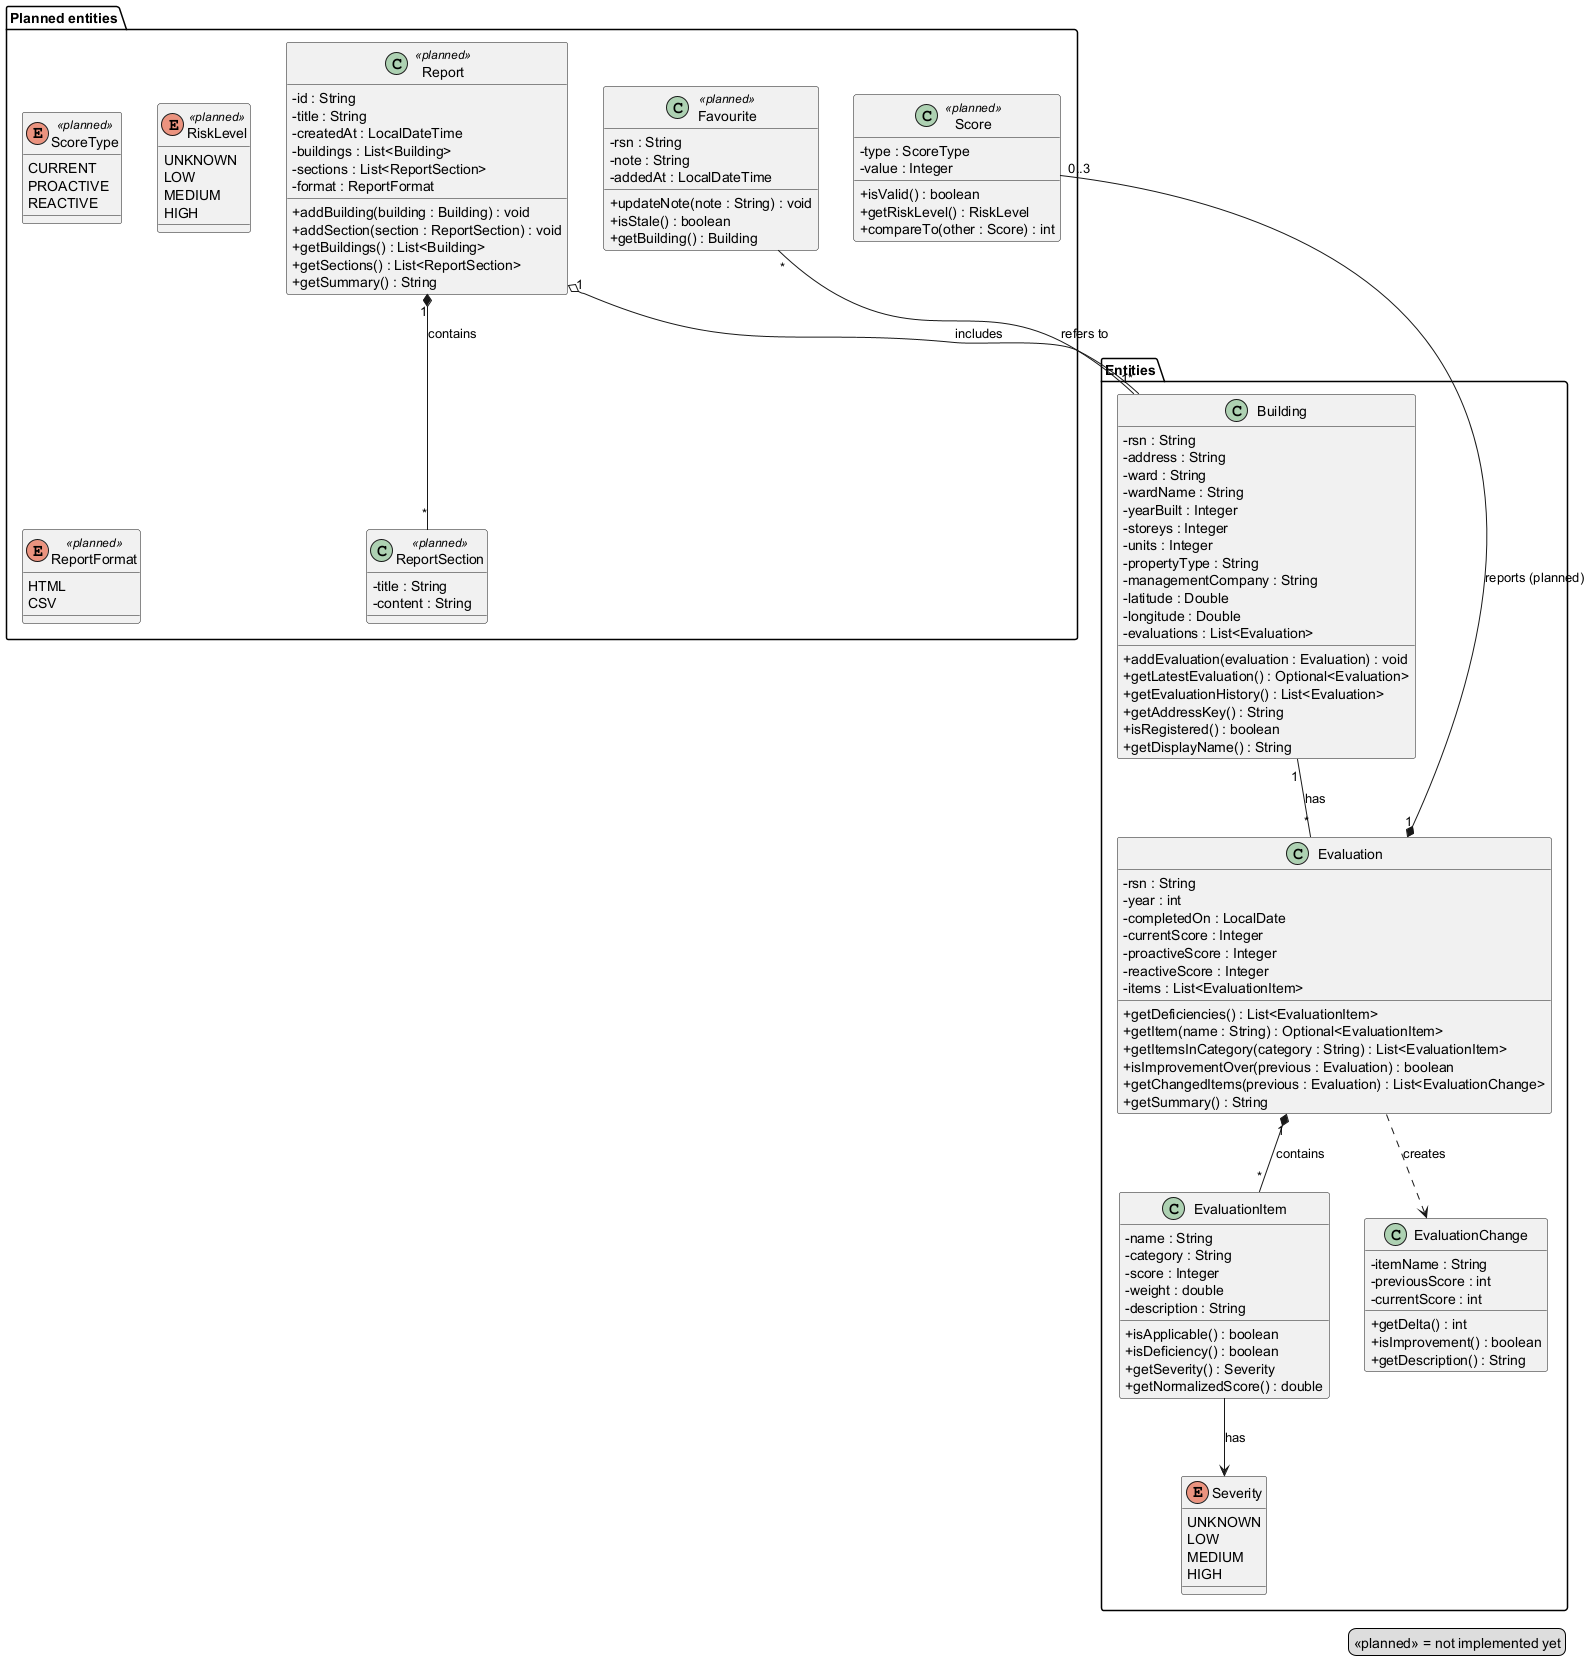 Planned entities
«planned»
Report
-id : String
-title : String
-createdAt : LocalDateTime
-buildings : List<Building>
-sections : List<ReportSection>
-format : ReportFormat
+addBuilding(building : Building) : void
+addSection(section : ReportSection) : void
+getBuildings() : List<Building>
+getSections() : List<ReportSection>
+getSummary() : String
E
«planned»
ScoreType
CURRENT
PROACTIVE
REACTIVE
E
«planned»
RiskLevel
UNKNOWN
LOW
MEDIUM
HIGH
C
C
«planned»
Favourite
-rsn : String
-note : String
-addedAt : LocalDateTime
+updateNote(note : String) : void
+isStale() : boolean
+getBuilding() : Building
C
«planned»
Score
-type : ScoreType
-value : Integer
+isValid() : boolean
+getRiskLevel() : RiskLevel
+compareTo(other : Score) : int
0..3
*
1
1
contains
includes
refers to
*
1
*
E
«planned»
ReportFormat
HTML
CSV
C
«planned»
ReportSection
-title : String
-content : String
reports (planned)
Entities
C
Building
-rsn : String
-address : String
-ward : String
-wardName : String
-yearBuilt : Integer
-storeys : Integer
-units : Integer
-propertyType : String
-managementCompany : String
-latitude : Double
-longitude : Double
-evaluations : List<Evaluation>
+addEvaluation(evaluation : Evaluation) : void
+getLatestEvaluation() : Optional<Evaluation>
+getEvaluationHistory() : List<Evaluation>
+getAddressKey() : String
+isRegistered() : boolean
+getDisplayName() : String
1
has
*
1
C
Evaluation
-rsn : String
-year : int
-completedOn : LocalDate
-currentScore : Integer
-proactiveScore : Integer
-reactiveScore : Integer
-items : List<EvaluationItem>
+getDeficiencies() : List<EvaluationItem>
+getItem(name : String) : Optional<EvaluationItem>
+getItemsInCategory(category : String) : List<EvaluationItem>
+isImprovementOver(previous : Evaluation) : boolean
+getChangedItems(previous : Evaluation) : List<EvaluationChange>
+getSummary() : String
1
contains
*
creates
C
EvaluationItem
-name : String
-category : String
-score : Integer
-weight : double
-description : String
+isApplicable() : boolean
+isDeficiency() : boolean
+getSeverity() : Severity
+getNormalizedScore() : double
C
EvaluationChange
-itemName : String
-previousScore : int
-currentScore : int
+getDelta() : int
+isImprovement() : boolean
+getDescription() : String
has
E
Severity
UNKNOWN
LOW
MEDIUM
HIGH
«planned» = not implemented yet